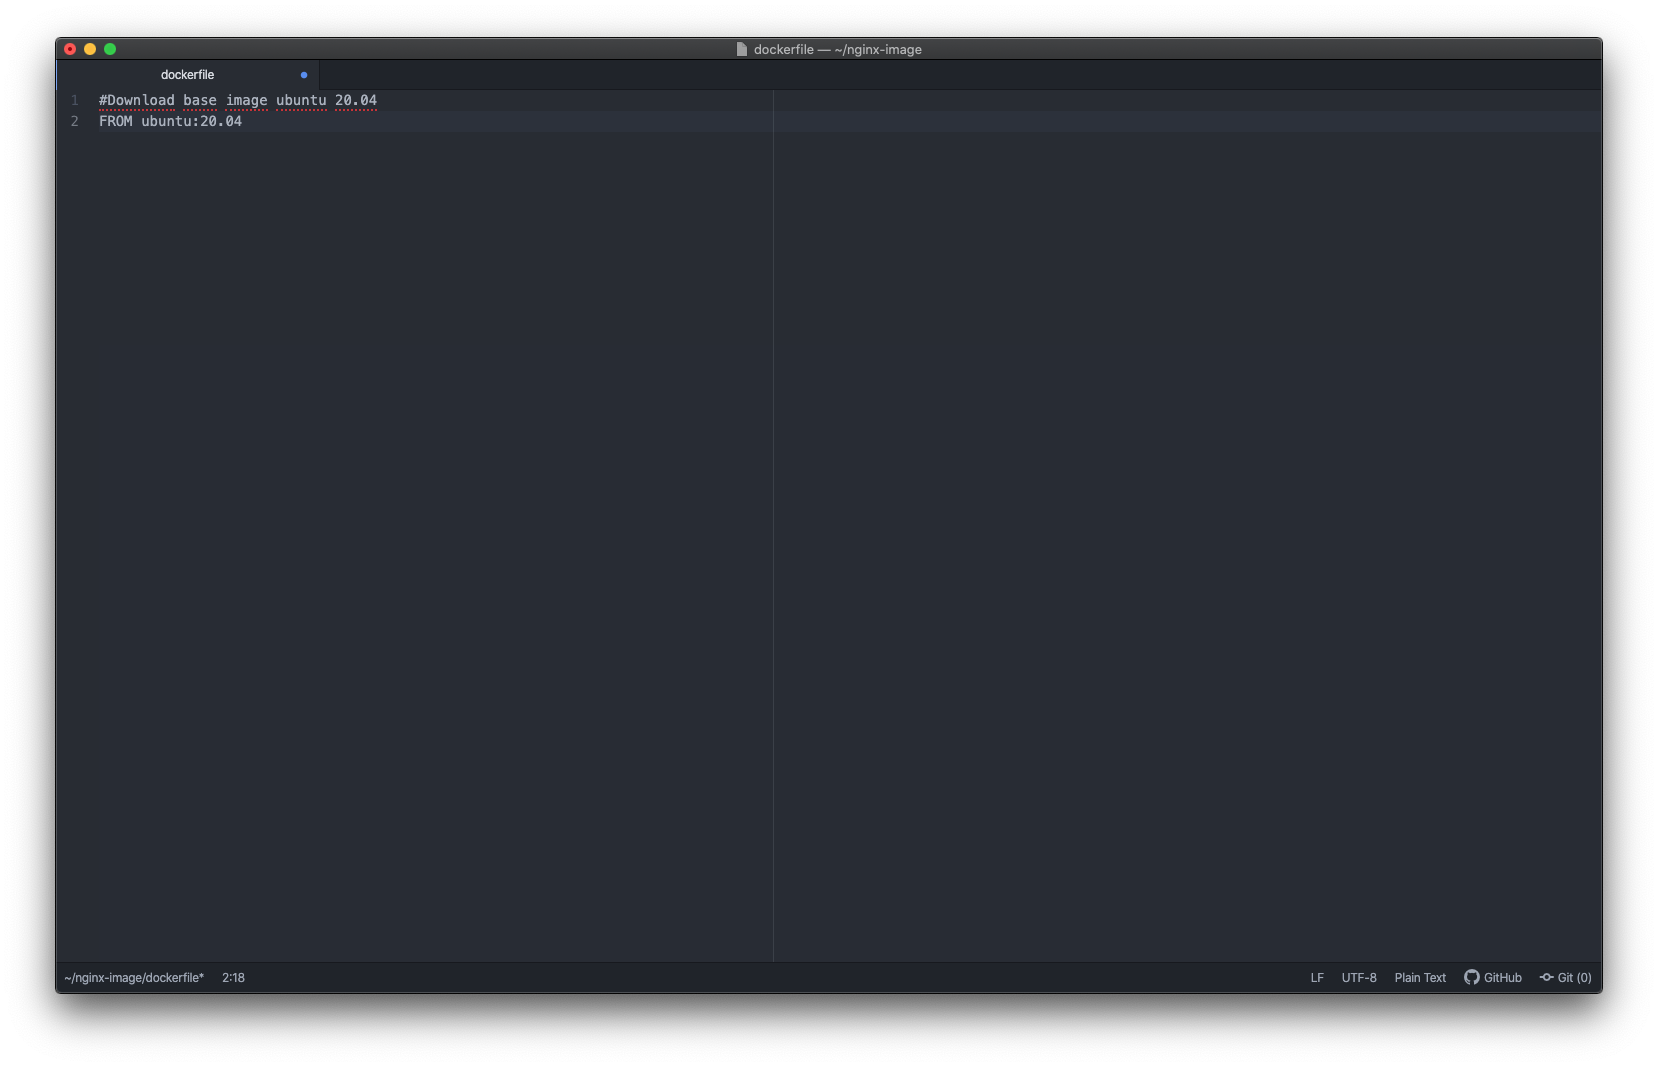 dockerfile — ~/nginx-image
dockerfile
1 #Download base image ubuntu 20.04
2 FROM ubuntu:20.04
~/nginx-image/dockerfile* 2:18 LF UTF-8 Plain Text GitHub Git (0)